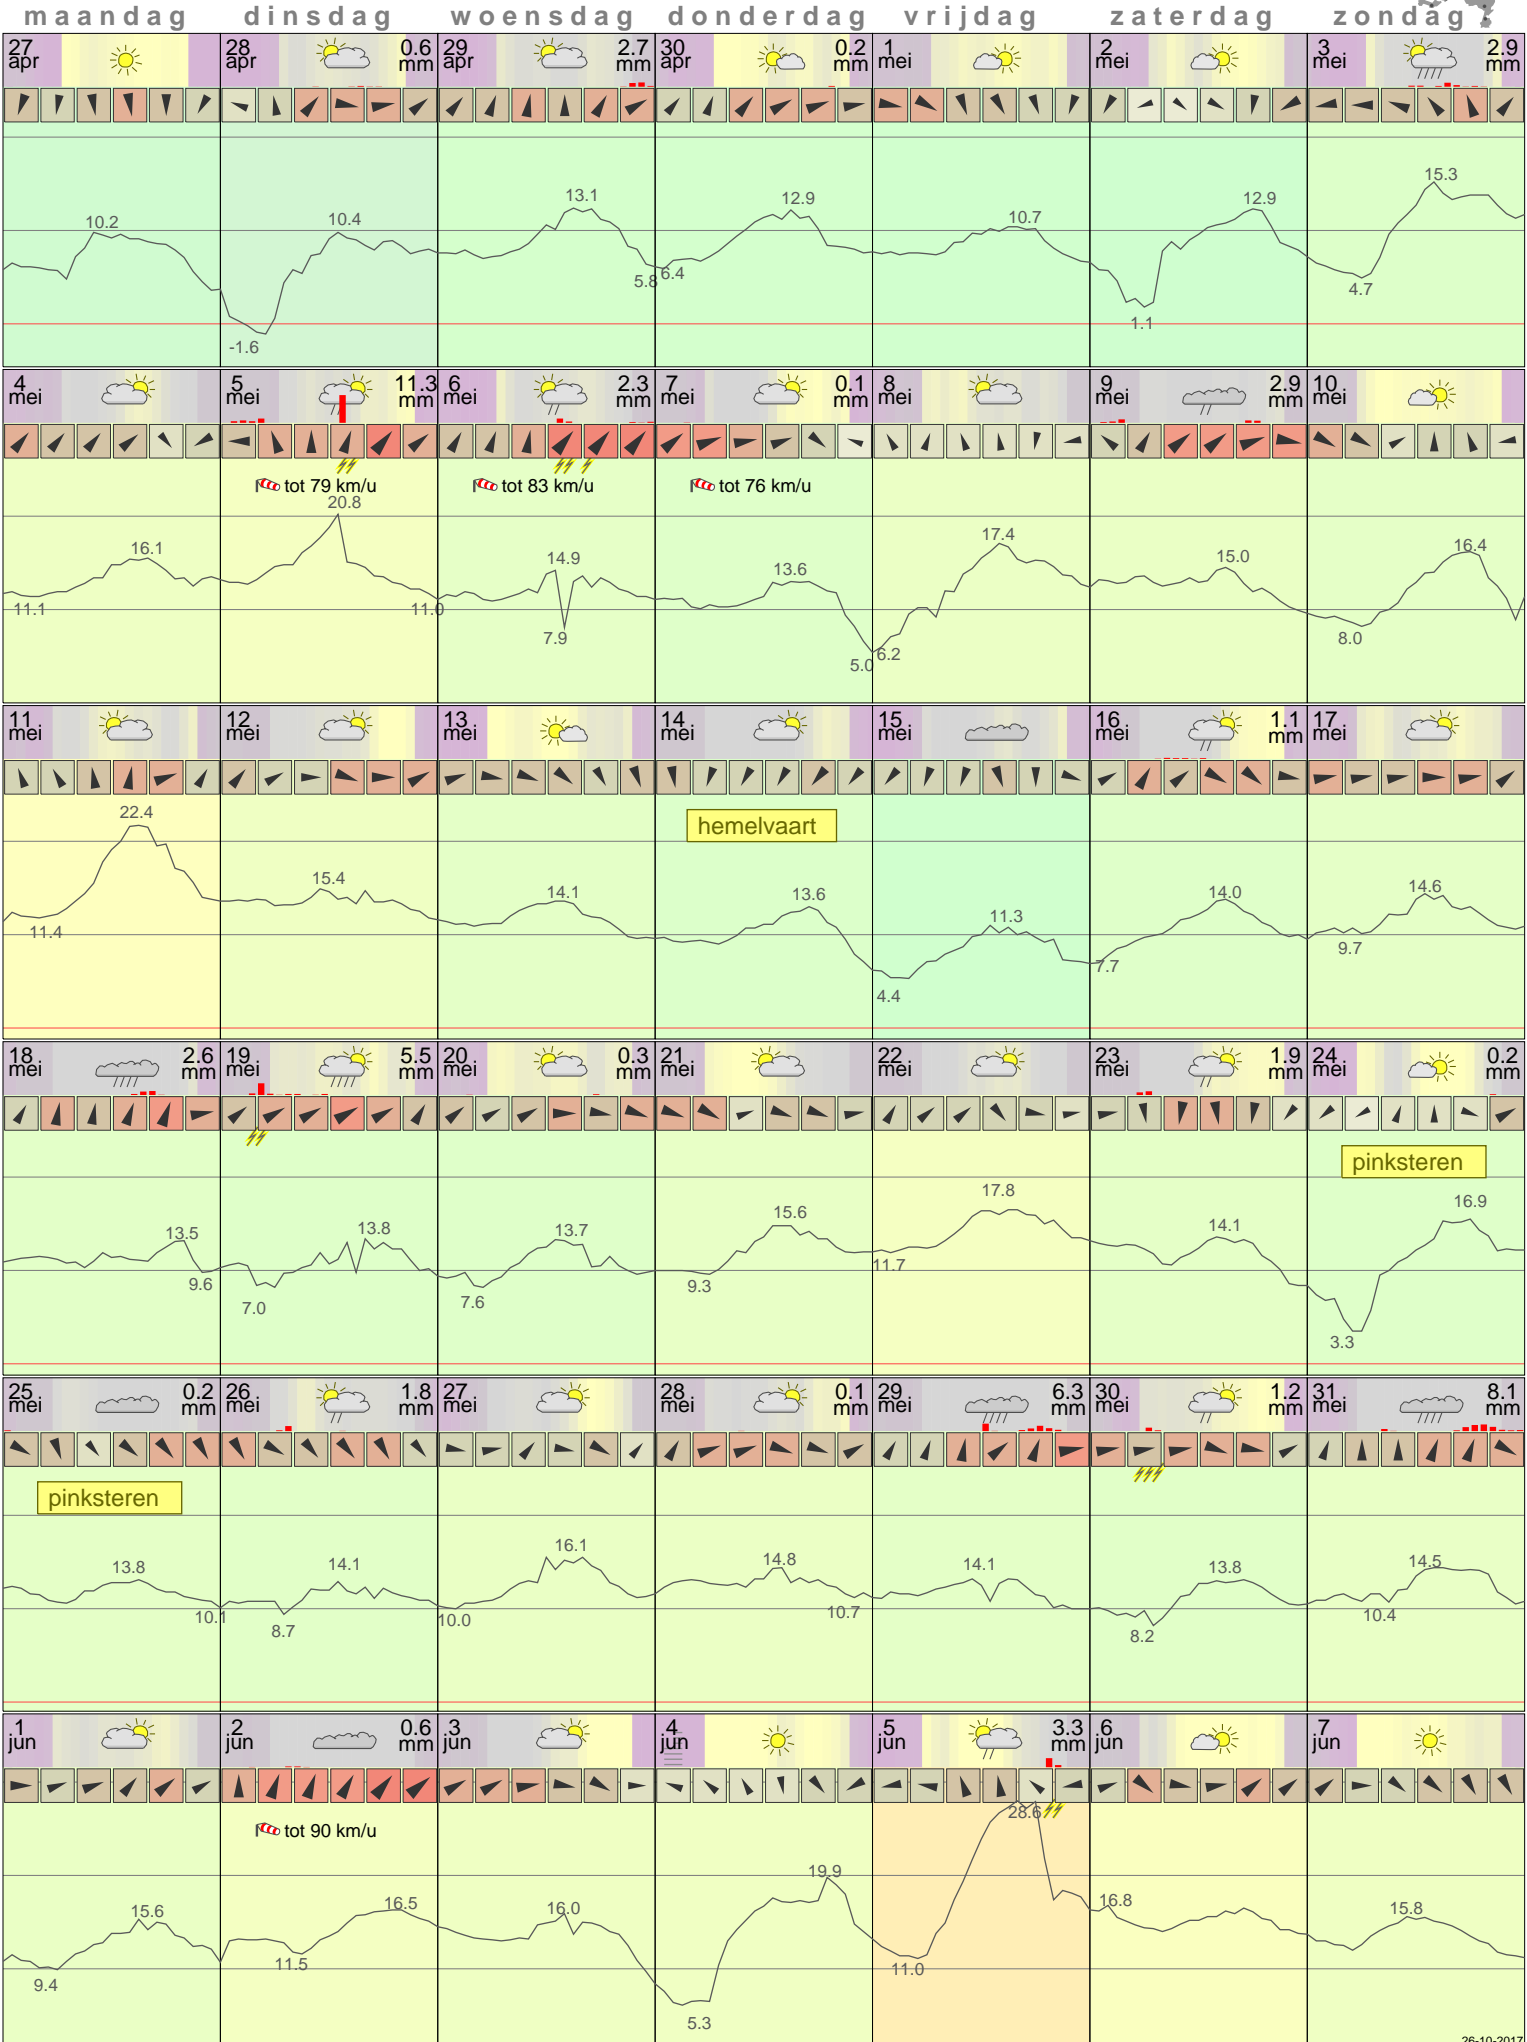 maandag dinsdag woensdag donderdag vrijdag zaterdag zondag
27 apr
28 apr 0.6 mm
29 apr 2.7 mm
30 apr 0.2 mm
1 mei
2 mei
3 mei 2.9 mm
10.2
-1.6 10.4
13.1 5.8
6.4 12.9
10.7
1.1 12.9
4.7 15.3
4 mei
5 mei 11.3 mm
6 mei 2.3 mm
7 mei 0.1 mm
8 mei
9 mei 2.9 mm
10 mei
tot 79 km/u
tot 83 km/u
tot 76 km/u
11.1 16.1
20.8 11.0
14.9 7.9
13.6 5.0
6.2 17.4
15.0
8.0 16.4
11 mei
12 mei
13 mei
14 mei
15 mei
16 mei 1.1 mm
17 mei
hemelvaart
11.4 22.4
15.4
14.1
13.6
4.4 11.3
7.7 14.0
9.7 14.6
18 mei 2.6 mm
19 mei 5.5 mm
20 mei 0.3 mm
21 mei
22 mei
23 mei 1.9 mm
24 mei 0.2 mm
pinksteren
13.5 9.6
7.0 13.8
7.6 13.7
9.3 15.6
11.7 17.8
14.1
3.3 16.9
25 mei 0.2 mm
26 mei 1.8 mm
27 mei
28 mei 0.1 mm
29 mei 6.3 mm
30 mei 1.2 mm
31 mei 8.1 mm
pinksteren
13.8 10.1
8.7 14.1
10.0 16.1
14.8 10.7
14.1
8.2 13.8
10.4 14.5
1 jun
2 jun 0.6 mm
3 jun
4 jun
5 jun 3.3 mm
6 jun
7 jun
tot 90 km/u
9.4 15.6
11.5 16.5
16.0
5.3 19.9
11.0 28.6
16.8
15.8
26-10-2017